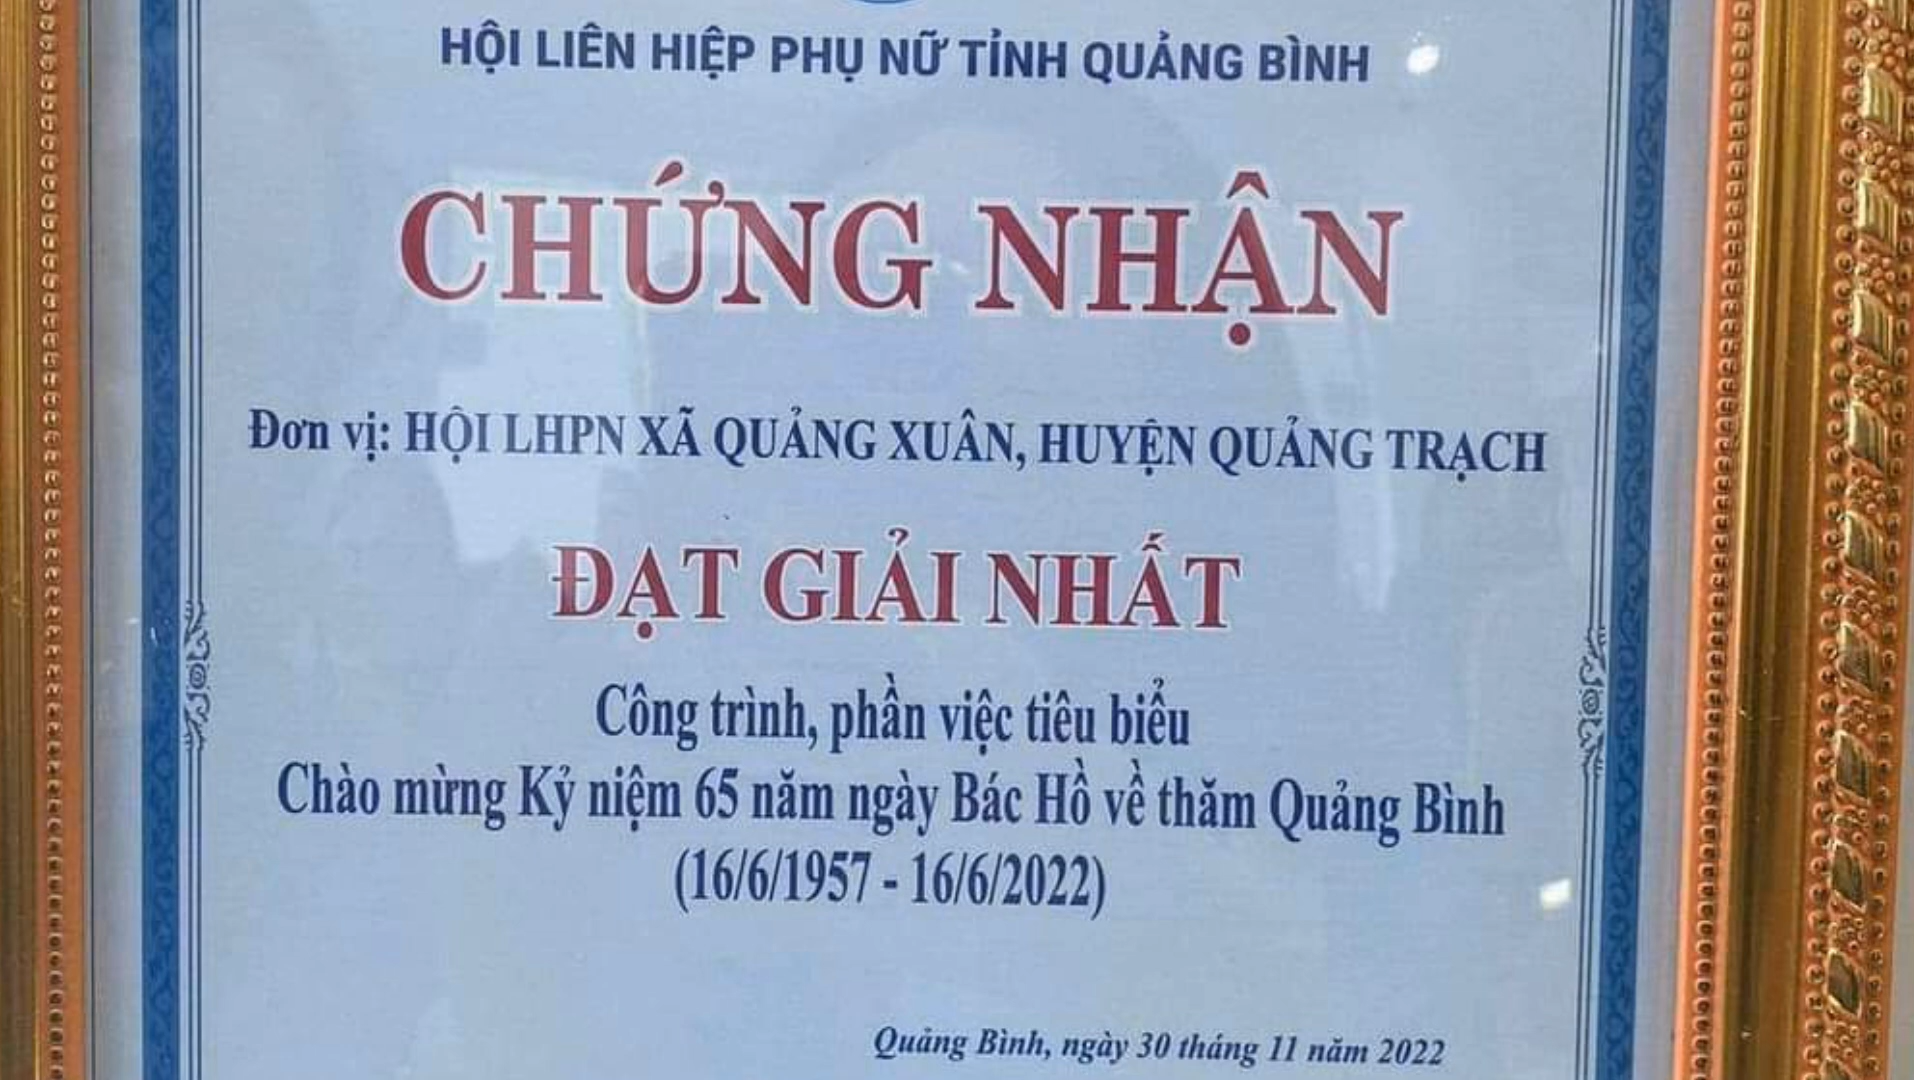 HỘI LIÊN HIỆP PHỤ NỮ TỈNH QUẢNG BÌNH
CHỨNG NHẬN
Đơn vị: HỘI LHPN XÃ QUẢNG XUÂN, HUYỆN QUẢNG TRẠCH
ĐẠT GIẢI NHẤT
Công trình, phần việc tiêu biểu
Chào mừng Kỷ niệm 65 năm ngày Bác Hồ về thăm Quảng Bình
(16/6/1957 - 16/6/2022)
Quảng Bình, ngày 30 tháng 11 năm 2022